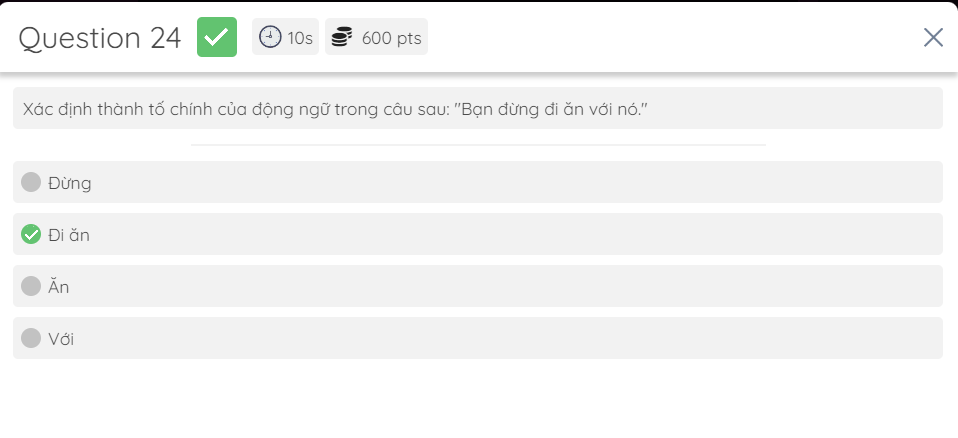 Question 24 10s 600 pts
Xác định thành tố chính của động ngữ trong câu sau: "Bạn đừng đi ăn với nó."
Đừng
Đi ăn
Ăn
Với